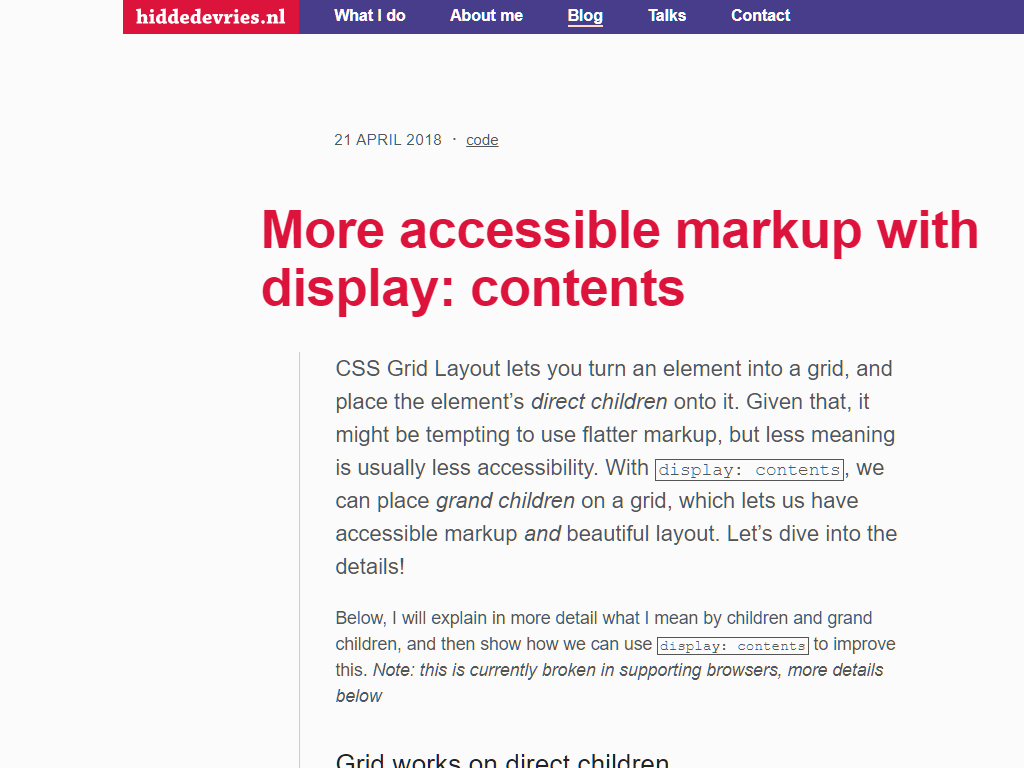 hiddedevries.nl
What I do About me Blog Talks Contact
21 APRIL 2018 · code
More accessible markup with
display: contents
CSS Grid Layout lets you turn an element into a grid, and
place the element’s direct children onto it. Given that, it
might be tempting to use flatter markup, but less meaning
is usually less accessibility. With display: contents, we
can place grand children on a grid, which lets us have
accessible markup and beautiful layout. Let’s dive into the
details!
Below, I will explain in more detail what I mean by children and grand
children, and then show how we can use display: contents to improve
this. Note: this is currently broken in supporting browsers, more details
below
Grid works on direct children